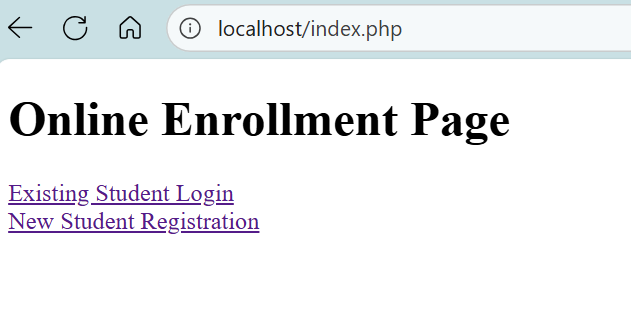 localhost/index.php
Online Enrollment Page
Existing Student Login
New Student Registration